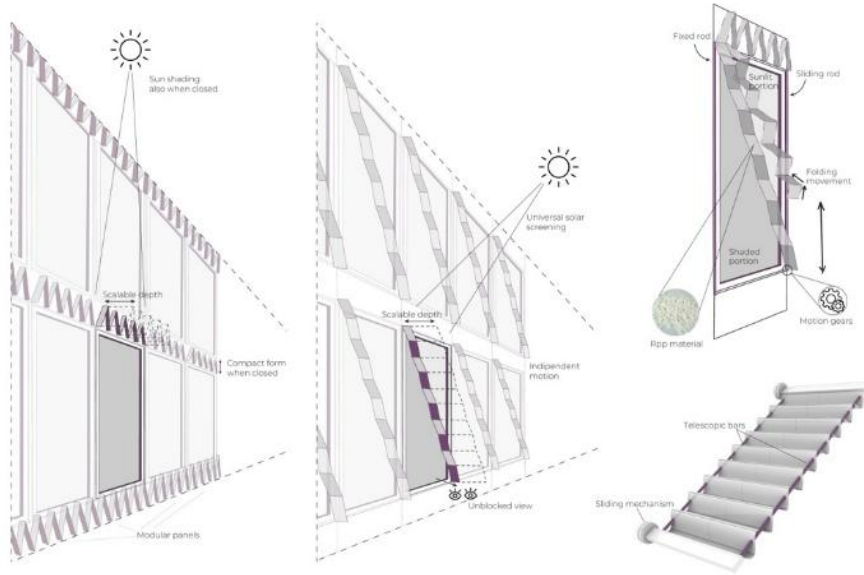 Sun shading
also when closed
Scalable depth
Compact form
when closed
Modular panels
Universal solar
screening
Scalable depth
Indipendent
motion
Unblocked view
Fixed rod
Sunlit
portion
Sliding rod
Folding
movement
Shaded
portion
Rpp material
Motion gears
Telescopic bars
Sliding mechanism